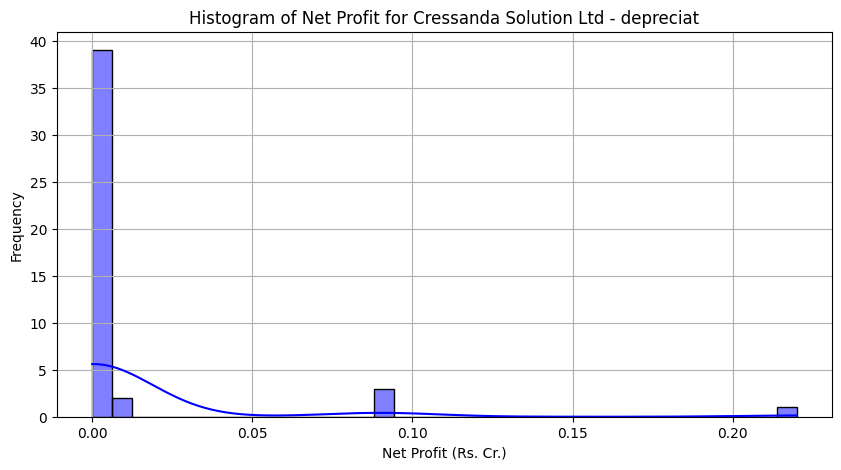 Histogram of Net Profit for Cressanda Solution Ltd - depreciat
40
35
30
25
20
15
10
5
0
Frequency
0.00 0.05 0.10 0.15 0.20
Net Profit (Rs. Cr.)